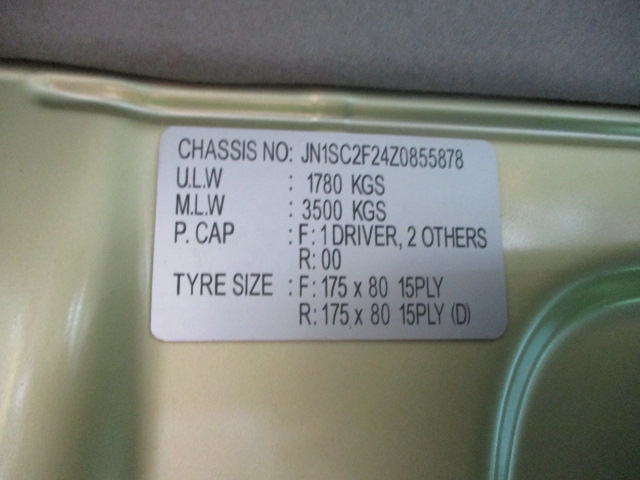 CHASSIS NO: JN1SC2F24Z0855878
U.L.W : 1780 KGS
M.L.W : 3500 KGS
P. CAP : F: 1 DRIVER, 2 OTHERS
R: 00
TYRE SIZE : F: 175 x 80 15PLY
R: 175 x 80 15PLY (D)